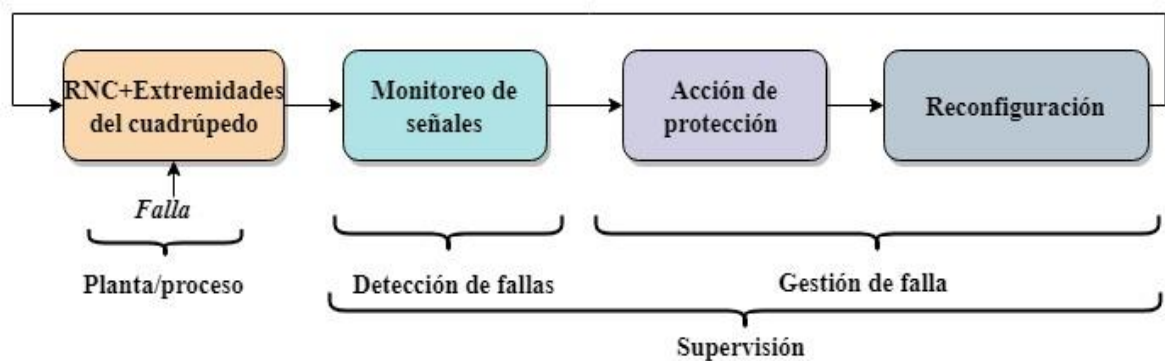 RNC+Extremidades
del cuadrúpedo
Monitoreo de
señales
Acción de
protección
Reconfiguración
Falla
Planta/proceso
Detección de fallas
Gestión de falla
Supervisión